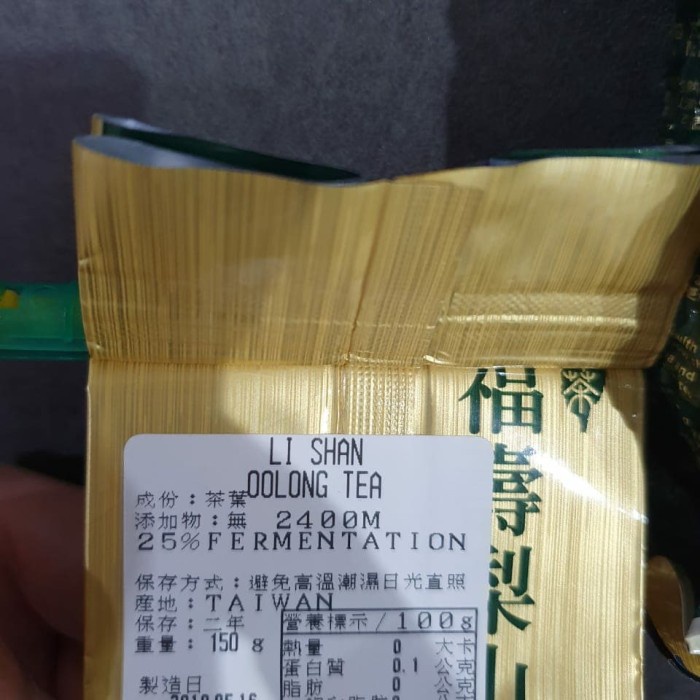 LI SHAN
OOLONG TEA
成份：茶葉
添加物：無 2400M
25%FERMENTATION
保存方式：避免高溫潮濕日光直照
産地：TAIWAN
保存：二年
重量：150 g
營養標示/100g
熱量 0 大卡
蛋白質 0.1 公克
脂肪 0 公克
製造日
福壽梨山
茶